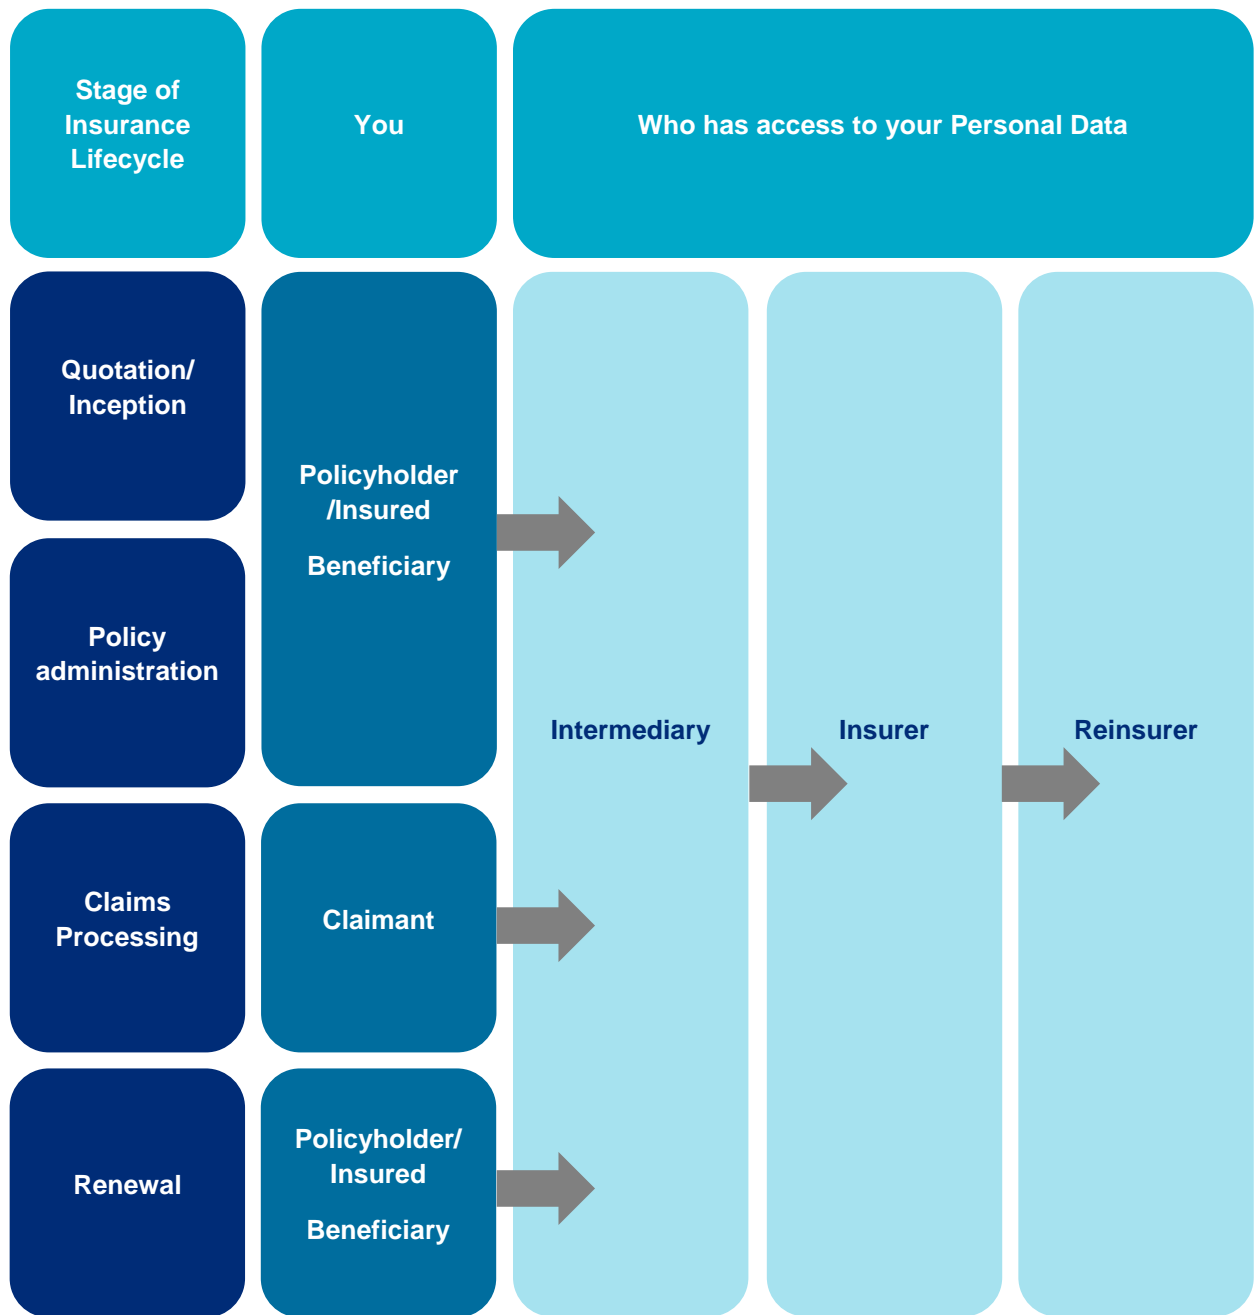 Stage of
Insurance
Lifecycle
You
Who has access to your Personal Data
Quotation/
Inception
Policyholder
/Insured
Beneficiary
Policy
administration
Intermediary
Insurer
Reinsurer
Claims
Processing
Claimant
Renewal
Policyholder/
Insured
Beneficiary